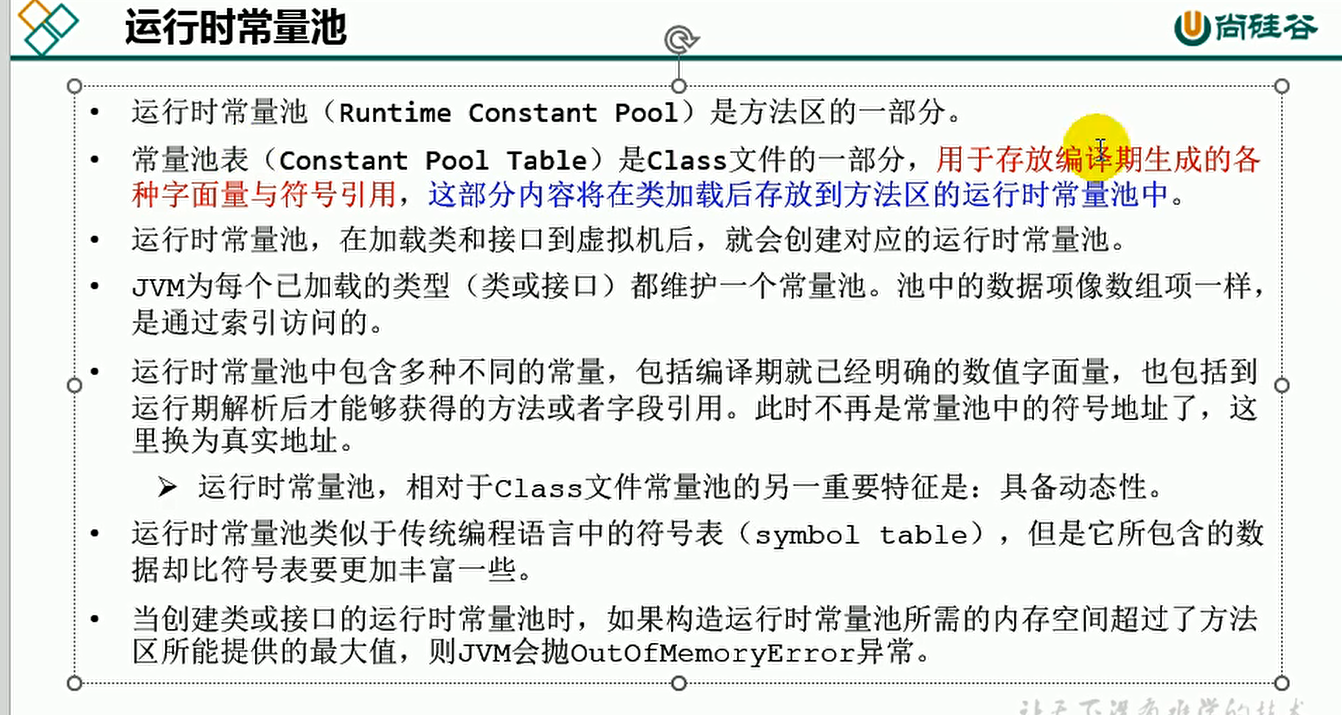 运行时常量池
尚硅谷
• 运行时常量池（Runtime Constant Pool）是方法区的一部分。
• 常量池表（Constant Pool Table）是Class文件的一部分，用于存放编译期生成的各
种字面量与符号引用，这部分内容将在类加载后存放到方法区的运行时常量池中。
• 运行时常量池，在加载类和接口到虚拟机后，就会创建对应的运行时常量池。
• JVM为每个已加载的类型（类或接口）都维护一个常量池。池中的数据项像数组项一样，
是通过索引访问的。
• 运行时常量池中包含多种不同的常量，包括编译期就已经明确的数值字面量，也包括到
运行期解析后才能够获得的方法或者字段引用。此时不再是常量池中的符号地址了，这
里换为真实地址。
➢ 运行时常量池，相对于Class文件常量池的另一重要特征是：具备动态性。
• 运行时常量池类似于传统编程语言中的符号表（symbol table），但是它所包含的数
据却比符号表要更加丰富一些。
• 当创建类或接口的运行时常量池时，如果构造运行时常量池所需的内存空间超过了方法
区所能提供的最大值，则JVM会抛OutOfMemoryError异常。